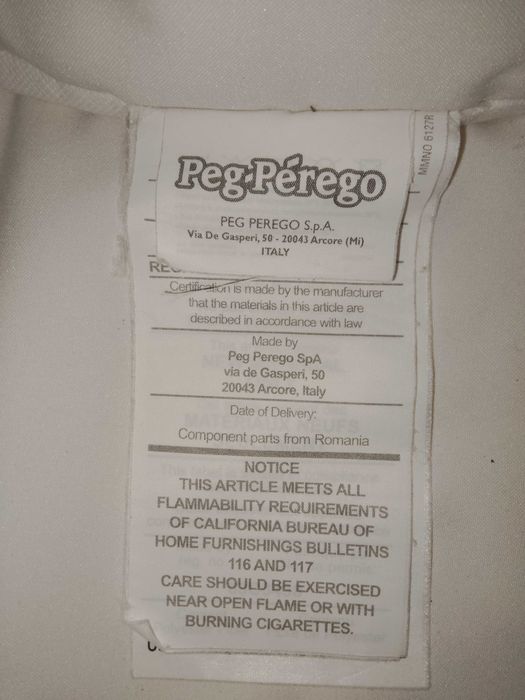 Peg·Pérego
PEG PEREGO S.p.A.
Via De Gasperi, 50 - 20043 Arcore (Mi)
ITALY
MMNO 6127R
Certification is made by the manufacturer
that the materials in this article are
described in accordance with law
Made by
Peg Perego SpA
via de Gasperi, 50
20043 Arcore, Italy
Date of Delivery:
Component parts from Romania
NOTICE
THIS ARTICLE MEETS ALL
FLAMMABILITY REQUIREMENTS
OF CALIFORNIA BUREAU OF
HOME FURNISHINGS BULLETINS
116 AND 117
CARE SHOULD BE EXERCISED
NEAR OPEN FLAME OR WITH
BURNING CIGARETTES.